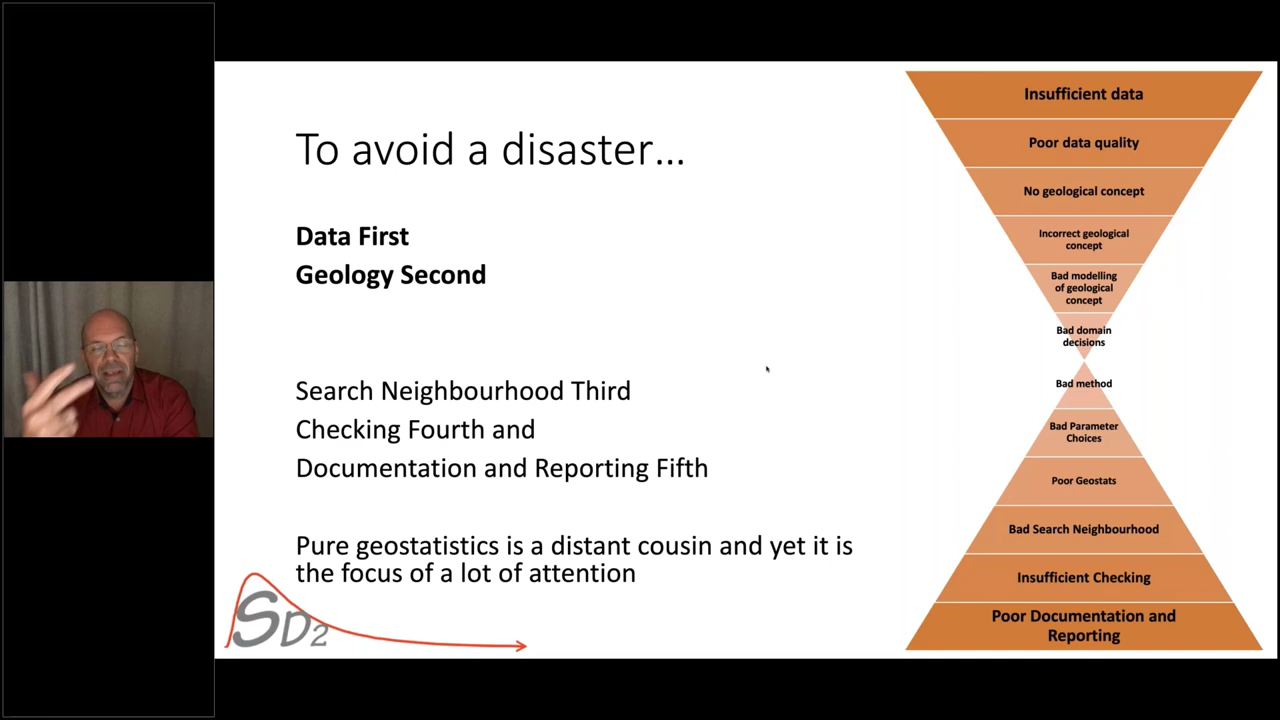 To avoid a disaster...
Data First
Geology Second
Search Neighbourhood Third
Checking Fourth and
Documentation and Reporting Fifth
Pure geostatistics is a distant cousin and yet it is
the focus of a lot of attention
SD2
Insufficient data
Poor data quality
No geological concept
Incorrect geological
concept
Bad modelling
of geological
concept
Bad domain
decisions
Bad method
Bad Parameter
Choices
Poor Geostats
Bad Search Neighbourhood
Insufficient Checking
Poor Documentation and
Reporting